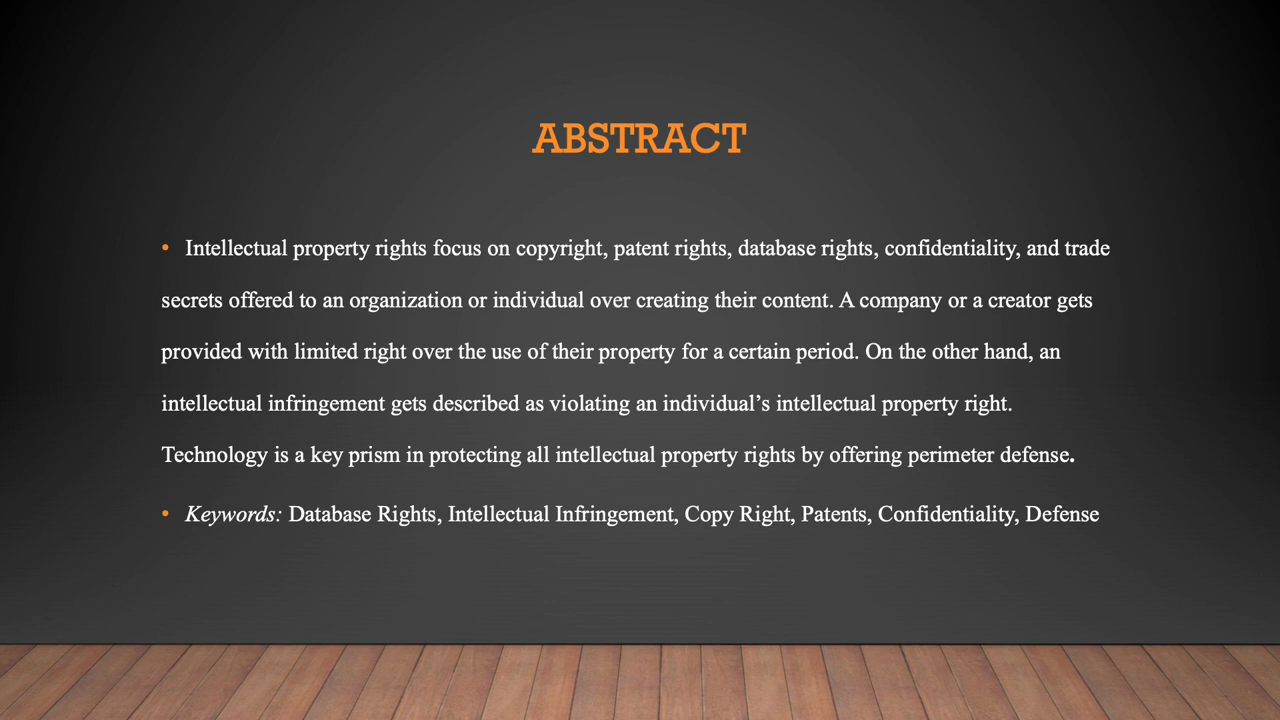 ABSTRACT
• Intellectual property rights focus on copyright, patent rights, database rights, confidentiality, and trade
secrets offered to an organization or individual over creating their content. A company or a creator gets
provided with limited right over the use of their property for a certain period. On the other hand, an
intellectual infringement gets described as violating an individual’s intellectual property right.
Technology is a key prism in protecting all intellectual property rights by offering perimeter defense.
• Keywords: Database Rights, Intellectual Infringement, Copy Right, Patents, Confidentiality, Defense